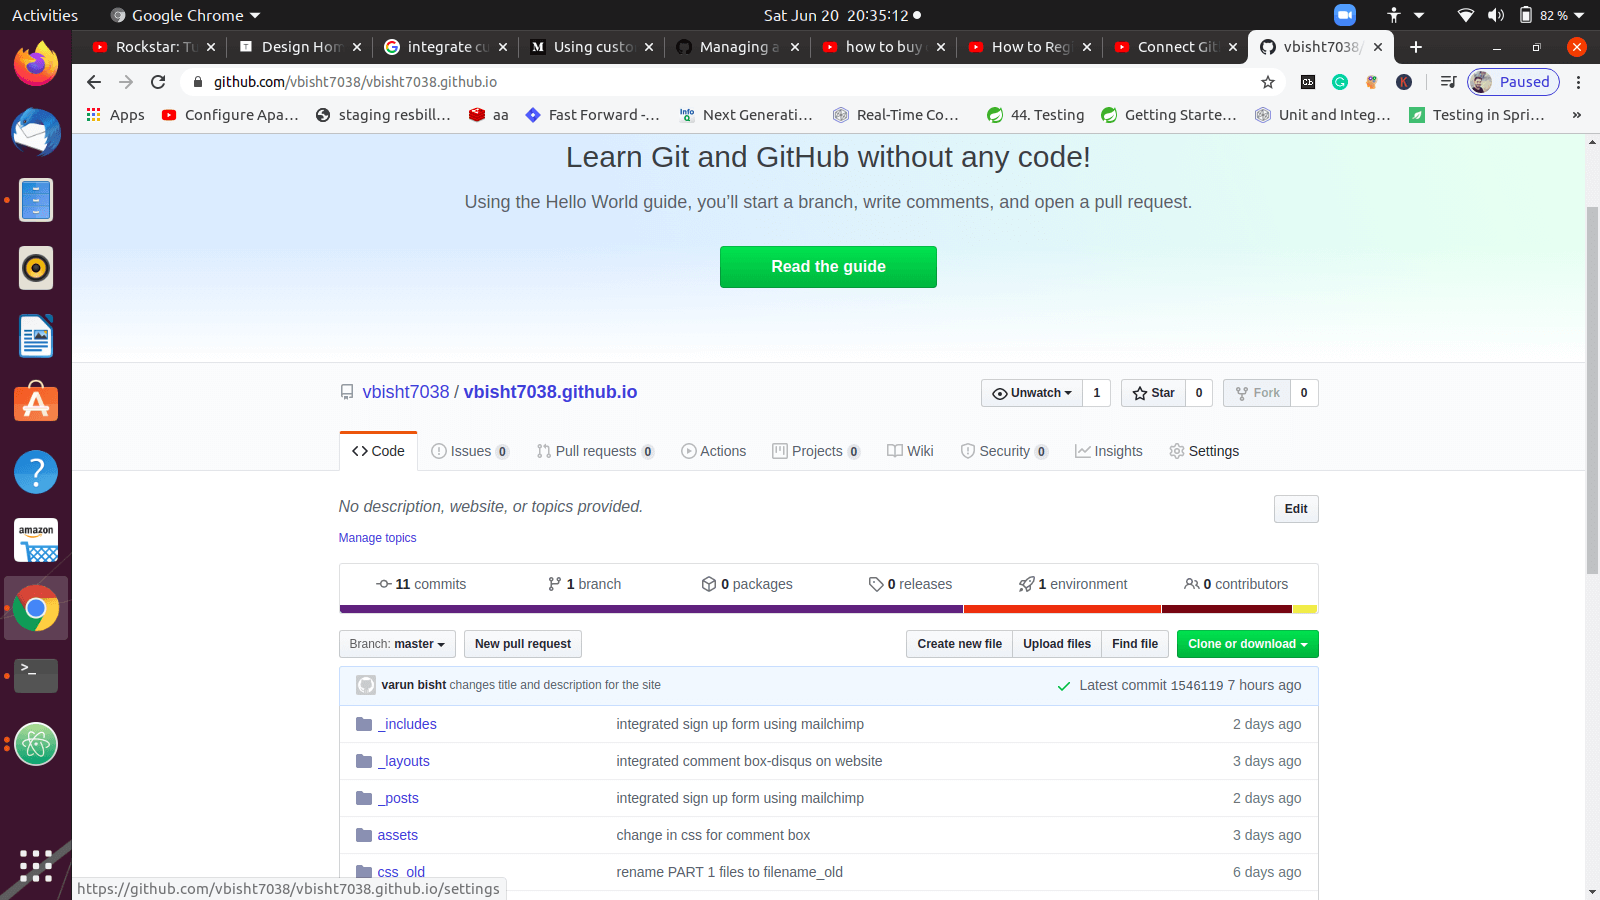 Activities Google Chrome Sat Jun 20 20:35:12 82 %
Rockstar: Tu Design Hom integrate cu Using custo Managing a how to buy How to Regi Connect Git vbisht7038/
github.com/vbisht7038/vbisht7038.github.io Cb G K Paused
Apps Configure Apa... staging resbill... aa Fast Forward -... Info Q Next Generati... Real-Time Co... 44. Testing Getting Starte... Unit and Integ... Testing in Spri... »
Learn Git and GitHub without any code!
Using the Hello World guide, you’ll start a branch, write comments, and open a pull request.
Read the guide
vbisht7038 / vbisht7038.github.io Unwatch 1 Star 0 Fork 0
Code Issues 0 Pull requests 0 Actions Projects 0 Wiki Security 0 Insights Settings
No description, website, or topics provided. Edit
Manage topics
11 commits 1 branch 0 packages 0 releases 1 environment 0 contributors
Branch: master New pull request Create new file Upload files Find file Clone or download
varun bisht changes title and description for the site Latest commit 1546119 7 hours ago
_includes integrated sign up form using mailchimp 2 days ago
_layouts integrated comment box-disqus on website 3 days ago
_posts integrated sign up form using mailchimp 2 days ago
assets change in css for comment box 3 days ago
css_old rename PART 1 files to filename_old 6 days ago
https://github.com/vbisht7038/vbisht7038.github.io/settings
amazon